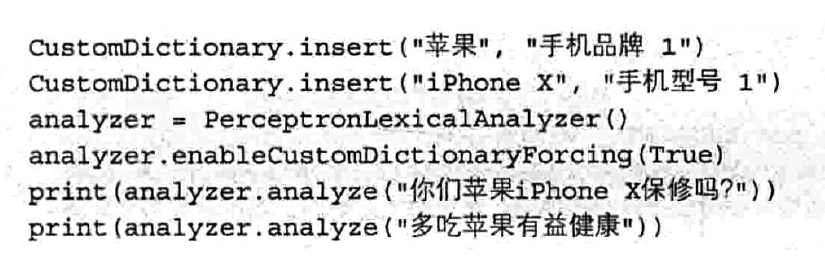 CustomDictionary.insert("苹果", "手机品牌 1")
CustomDictionary.insert("iPhone X", "手机型号 1")
analyzer = PerceptronLexicalAnalyzer()
analyzer.enableCustomDictionaryForcing(True)
print(analyzer.analyze("你们苹果iPhone X保修吗?"))
print(analyzer.analyze("多吃苹果有益健康"))